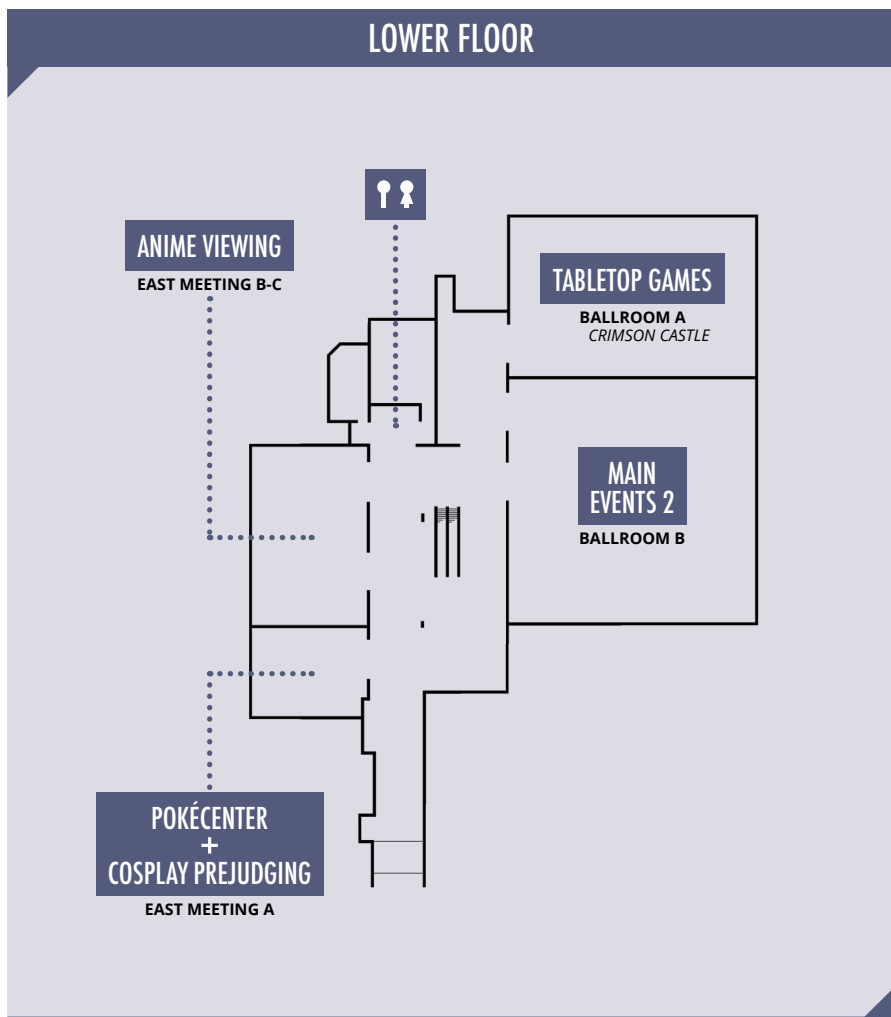 LOWER FLOOR
ANIME VIEWING
EAST MEETING B-C
TABLETOP GAMES
BALLROOM A
CRIMSON CASTLE
MAIN
EVENTS 2
BALLROOM B
POKÉCENTER
+
COSPLAY PREJUDGING
EAST MEETING A